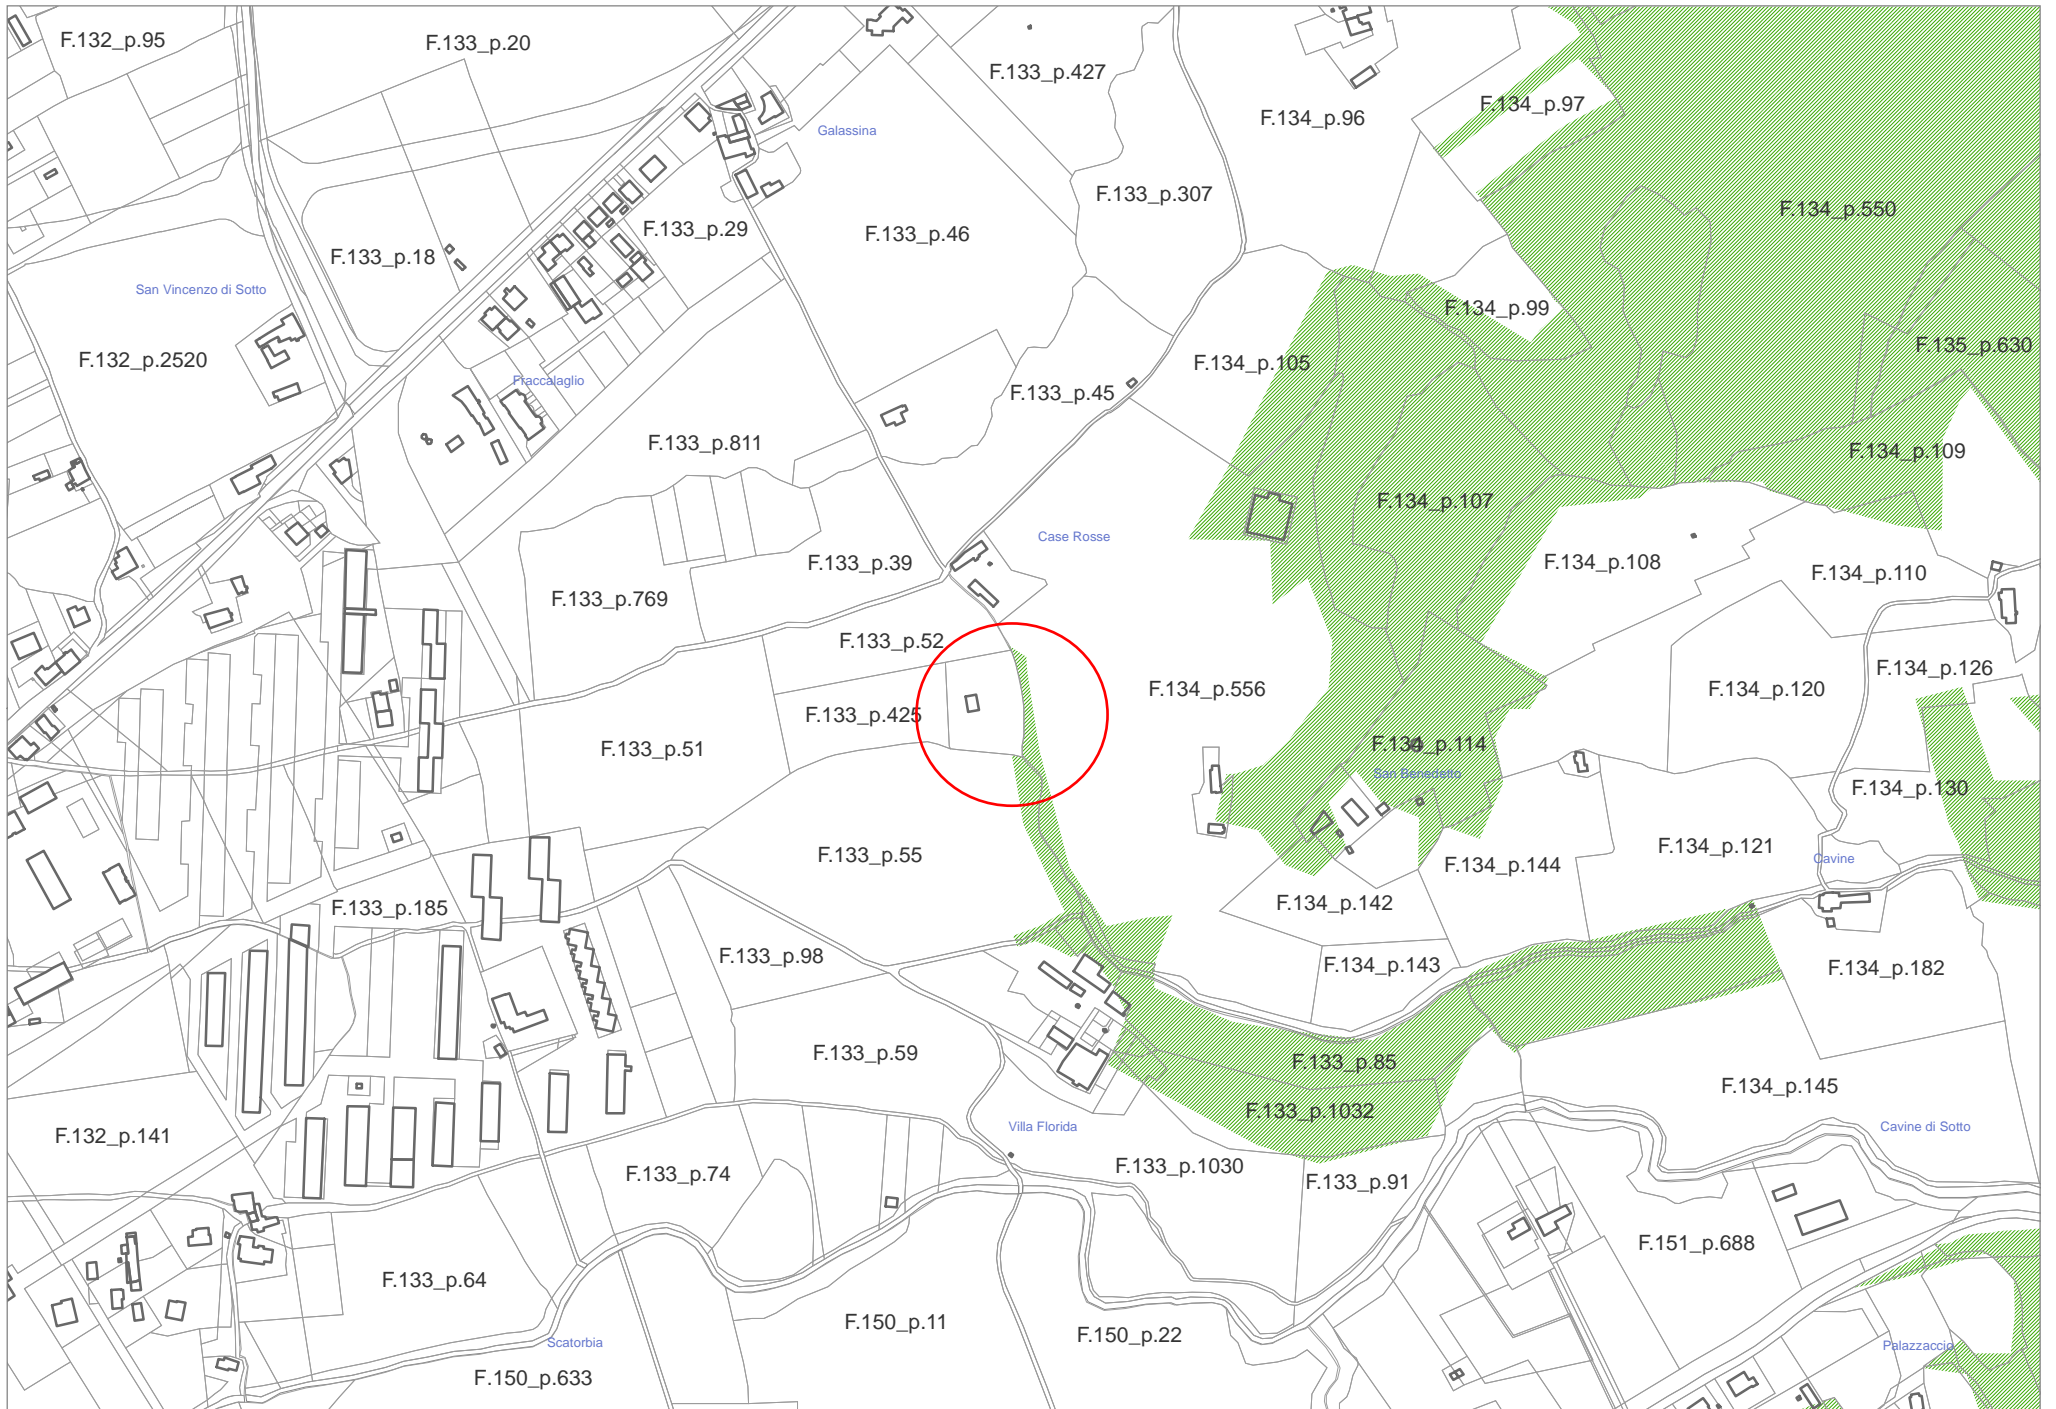 F.132_p.95
F.133_p.20
F.133_p.427
F.134_p.97
F.134_p.96
Galassina
F.133_p.307
F.134_p.550
F.133_p.29
F.133_p.46
F.133_p.18
San Vincenzo di Sotto
F.134_p.99
F.135_p.630
F.132_p.2520
F.134_p.105
Fraccalaglio
F.133_p.45
F.133_p.811
F.134_p.109
F.134_p.107
Case Rosse
F.133_p.39
F.134_p.108
F.134_p.110
F.133_p.769
F.133_p.52
F.134_p.126
F.134_p.556
F.134_p.120
F.133_p.425
F.133_p.51
F.134_p.114
San Benedetto
F.134_p.130
F.133_p.55
F.134_p.121
Cavine
F.134_p.144
F.134_p.142
F.133_p.185
F.133_p.98
F.134_p.143
F.134_p.182
F.133_p.59
F.133_p.85
F.134_p.145
F.133_p.1032
Villa Florida
Cavine di Sotto
F.132_p.141
F.133_p.1030
F.133_p.74
F.133_p.91
F.151_p.688
F.133_p.64
F.150_p.11
F.150_p.22
Scatorbia
Palazzaccio
F.150_p.633